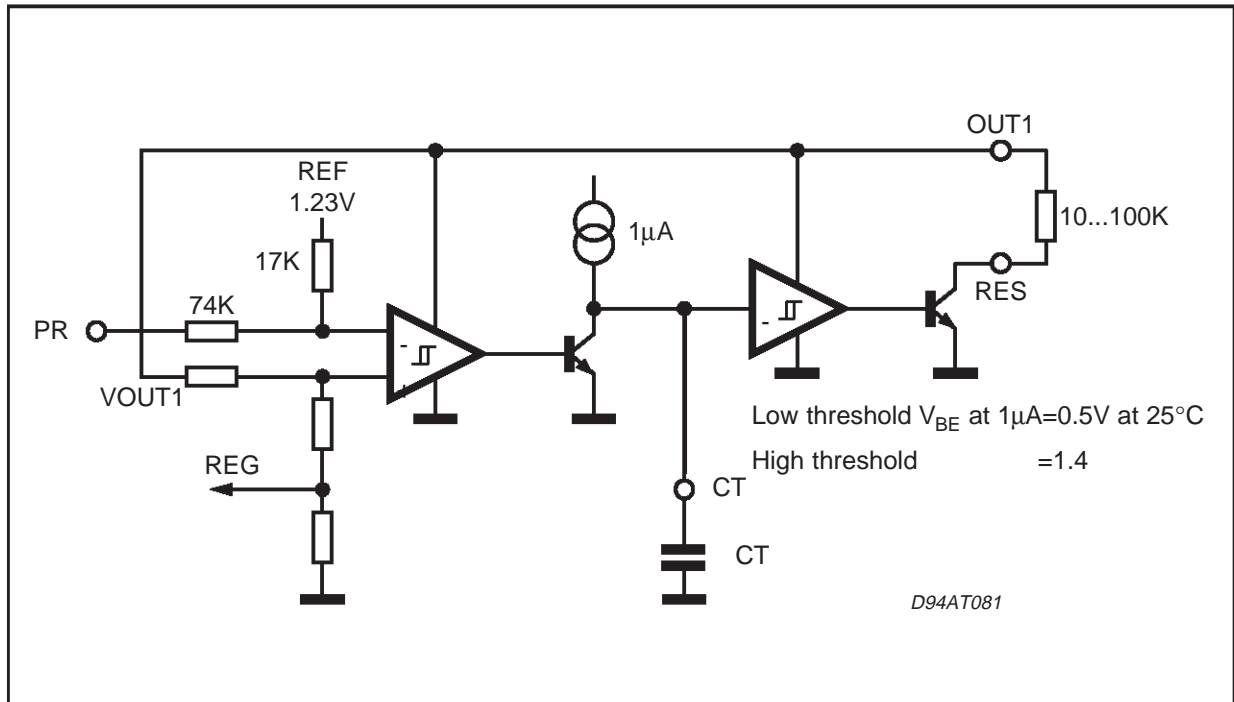 OUT1
REF
1.23V
1μA
10...100K
17K
RES
74K
PR
-
-
+
VOUT1
Low threshold VBE at 1μA=0.5V at 25°C
REG
High threshold =1.4
CT
CT
D94AT081